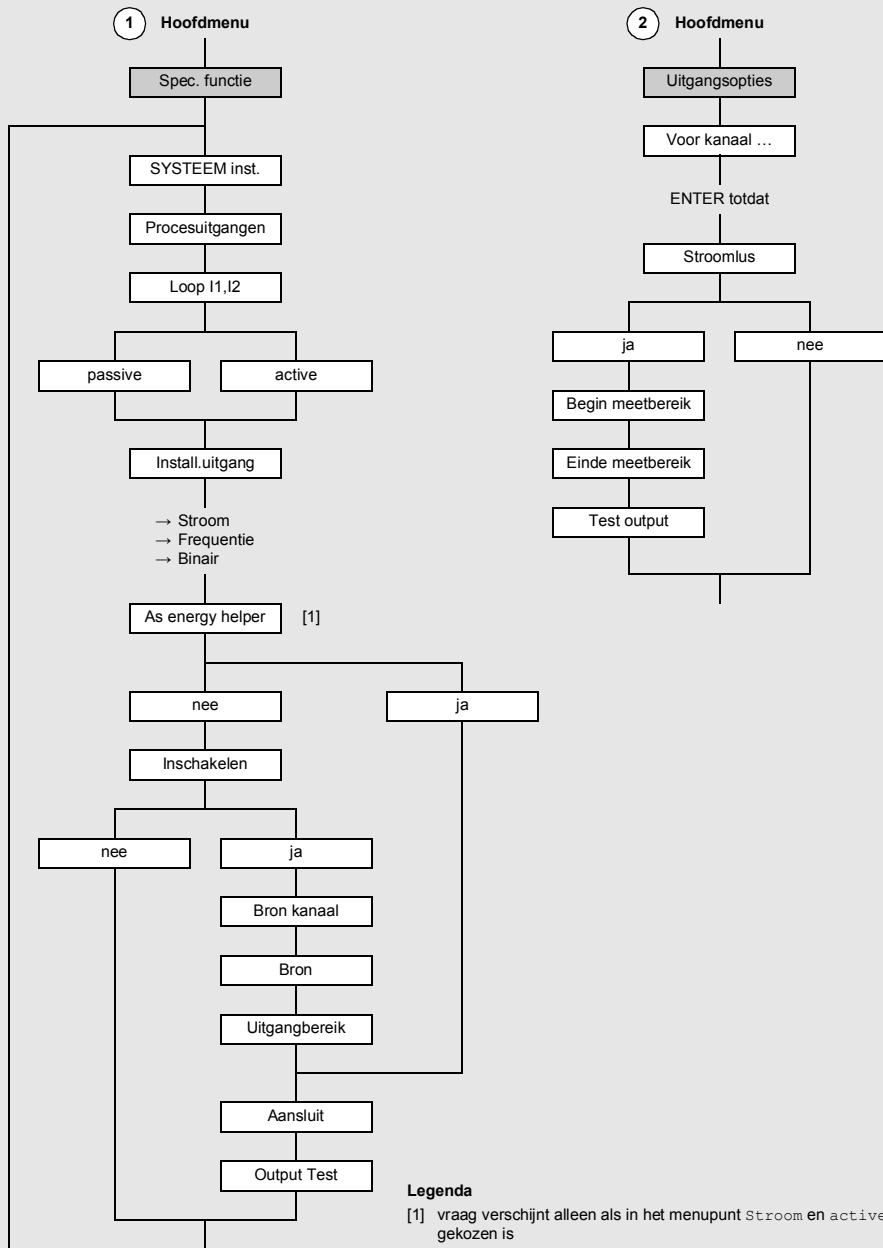 1 Hoofdmenu
Spec. functie
SYSTEEM inst.
Procesuitgangen
Loop I1,I2
passive
active
Install.uitgang
→ Stroom
→ Frequentie
→ Binair
As energy helper [1]
nee
ja
Inschakelen
nee
ja
Bron kanaal
Bron
Uitgangbereik
Aansluit
Output Test
2 Hoofdmenu
Uitgangsopties
Voor kanaal …
ENTER totdat
Stroomlus
ja
nee
Begin meetbereik
Einde meetbereik
Test output
Legenda
[1] vraag verschijnt alleen als in het menupunt Stroom en active
gekozen is